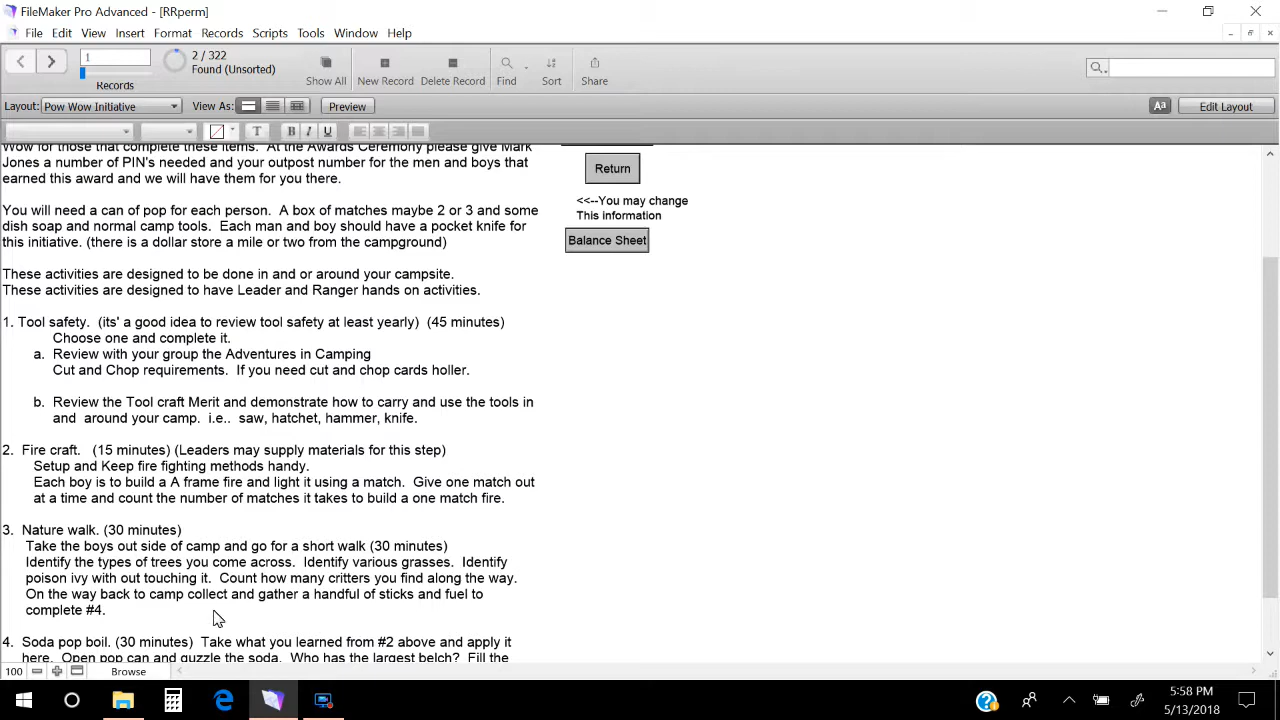 FileMaker Pro Advanced - [RRperm]
File Edit View Insert Format Records Scripts Tools Window Help
1
2 / 322
Found (Unsorted)
Records
Show All New Record Delete Record Find Sort Share
Layout: Pow Wow Initiative View As: Preview Aa Edit Layout
B I U
Wow for those that complete these items. At the Awards Ceremony please give Mark
Jones a number of PIN's needed and your outpost number for the men and boys that
earned this award and we will have them for you there.
Return
<<--You may change
This information
Balance Sheet
You will need a can of pop for each person. A box of matches maybe 2 or 3 and some
dish soap and normal camp tools. Each man and boy should have a pocket knife for
this initiative. (there is a dollar store a mile or two from the campground)
These activities are designed to be done in and or around your campsite.
These activities are designed to have Leader and Ranger hands on activities.
1. Tool safety. (its' a good idea to review tool safety at least yearly) (45 minutes)
Choose one and complete it.
a. Review with your group the Adventures in Camping
Cut and Chop requirements. If you need cut and chop cards holler.
b. Review the Tool craft Merit and demonstrate how to carry and use the tools in
and around your camp. i.e.. saw, hatchet, hammer, knife.
2. Fire craft. (15 minutes) (Leaders may supply materials for this step)
Setup and Keep fire fighting methods handy.
Each boy is to build a A frame fire and light it using a match. Give one match out
at a time and count the number of matches it takes to build a one match fire.
3. Nature walk. (30 minutes)
Take the boys out side of camp and go for a short walk (30 minutes)
Identify the types of trees you come across. Identify various grasses. Identify
poison ivy with out touching it. Count how many critters you find along the way.
On the way back to camp collect and gather a handful of sticks and fuel to
complete #4.
4. Soda pop boil. (30 minutes) Take what you learned from #2 above and apply it
here. Open pop can and guzzle the soda. Who has the largest belch? Fill the
100 Browse
5:58 PM
5/13/2018